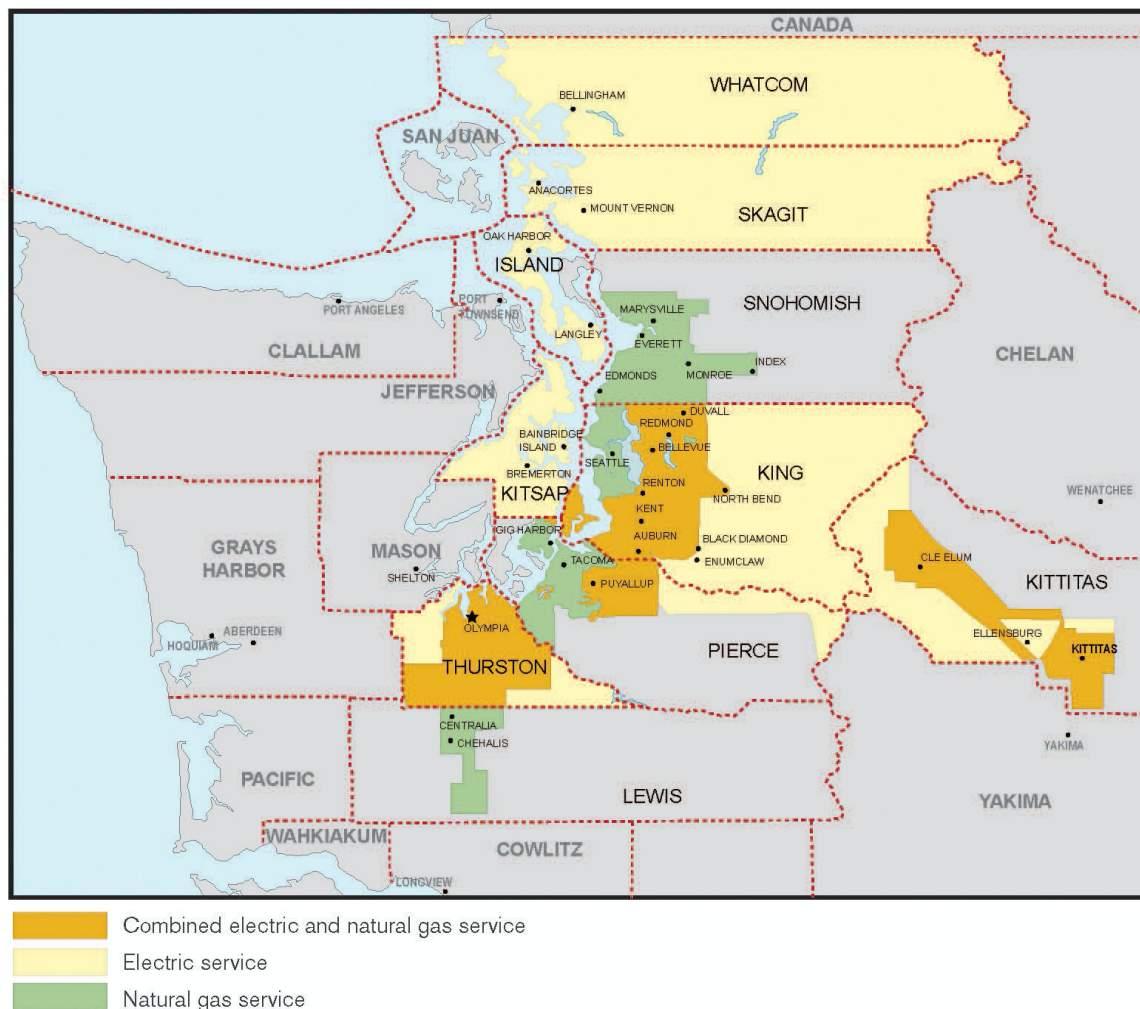 CANADA
WHATCOM
BELLINGHAM
SAN JUAN
ANACORTES
MOUNT VERNON
SKAGIT
OAK HARBOR
ISLAND
PORT ANGELES
PORT
TOWNSEND
MARYSVILLE
SNOHOMISH
LANGLEY
EVERETT
CLALLAM
CHELAN
INDEX
MONROE
EDMONDS
JEFFERSON
DUVALL
REDMOND
BAINBRIDGE
ISLAND
BELLEVUE
SEATTLE
BREMERTON
KING
KITSAP
RENTON
NORTH BEND
WENATCHEE
KENT
GIG HARBOR
AUBURN
BLACK DIAMOND
GRAYS
HARBOR
MASON
ENUMCLAW
TACOMA
CLE ELUM
SHELTON
PUYALLUP
KITTITAS
OLYMPIA
ABERDEEN
HOQUIAM
ELLENSBURG
KITTITAS
PIERCE
THURSTON
CENTRALIA
CHEHALIS
YAKIMA
PACIFIC
LEWIS
YAKIMA
WAHKIAKUM
COWLITZ
LONGVIEW
Combined electric and natural gas service
Electric service
Natural gas service